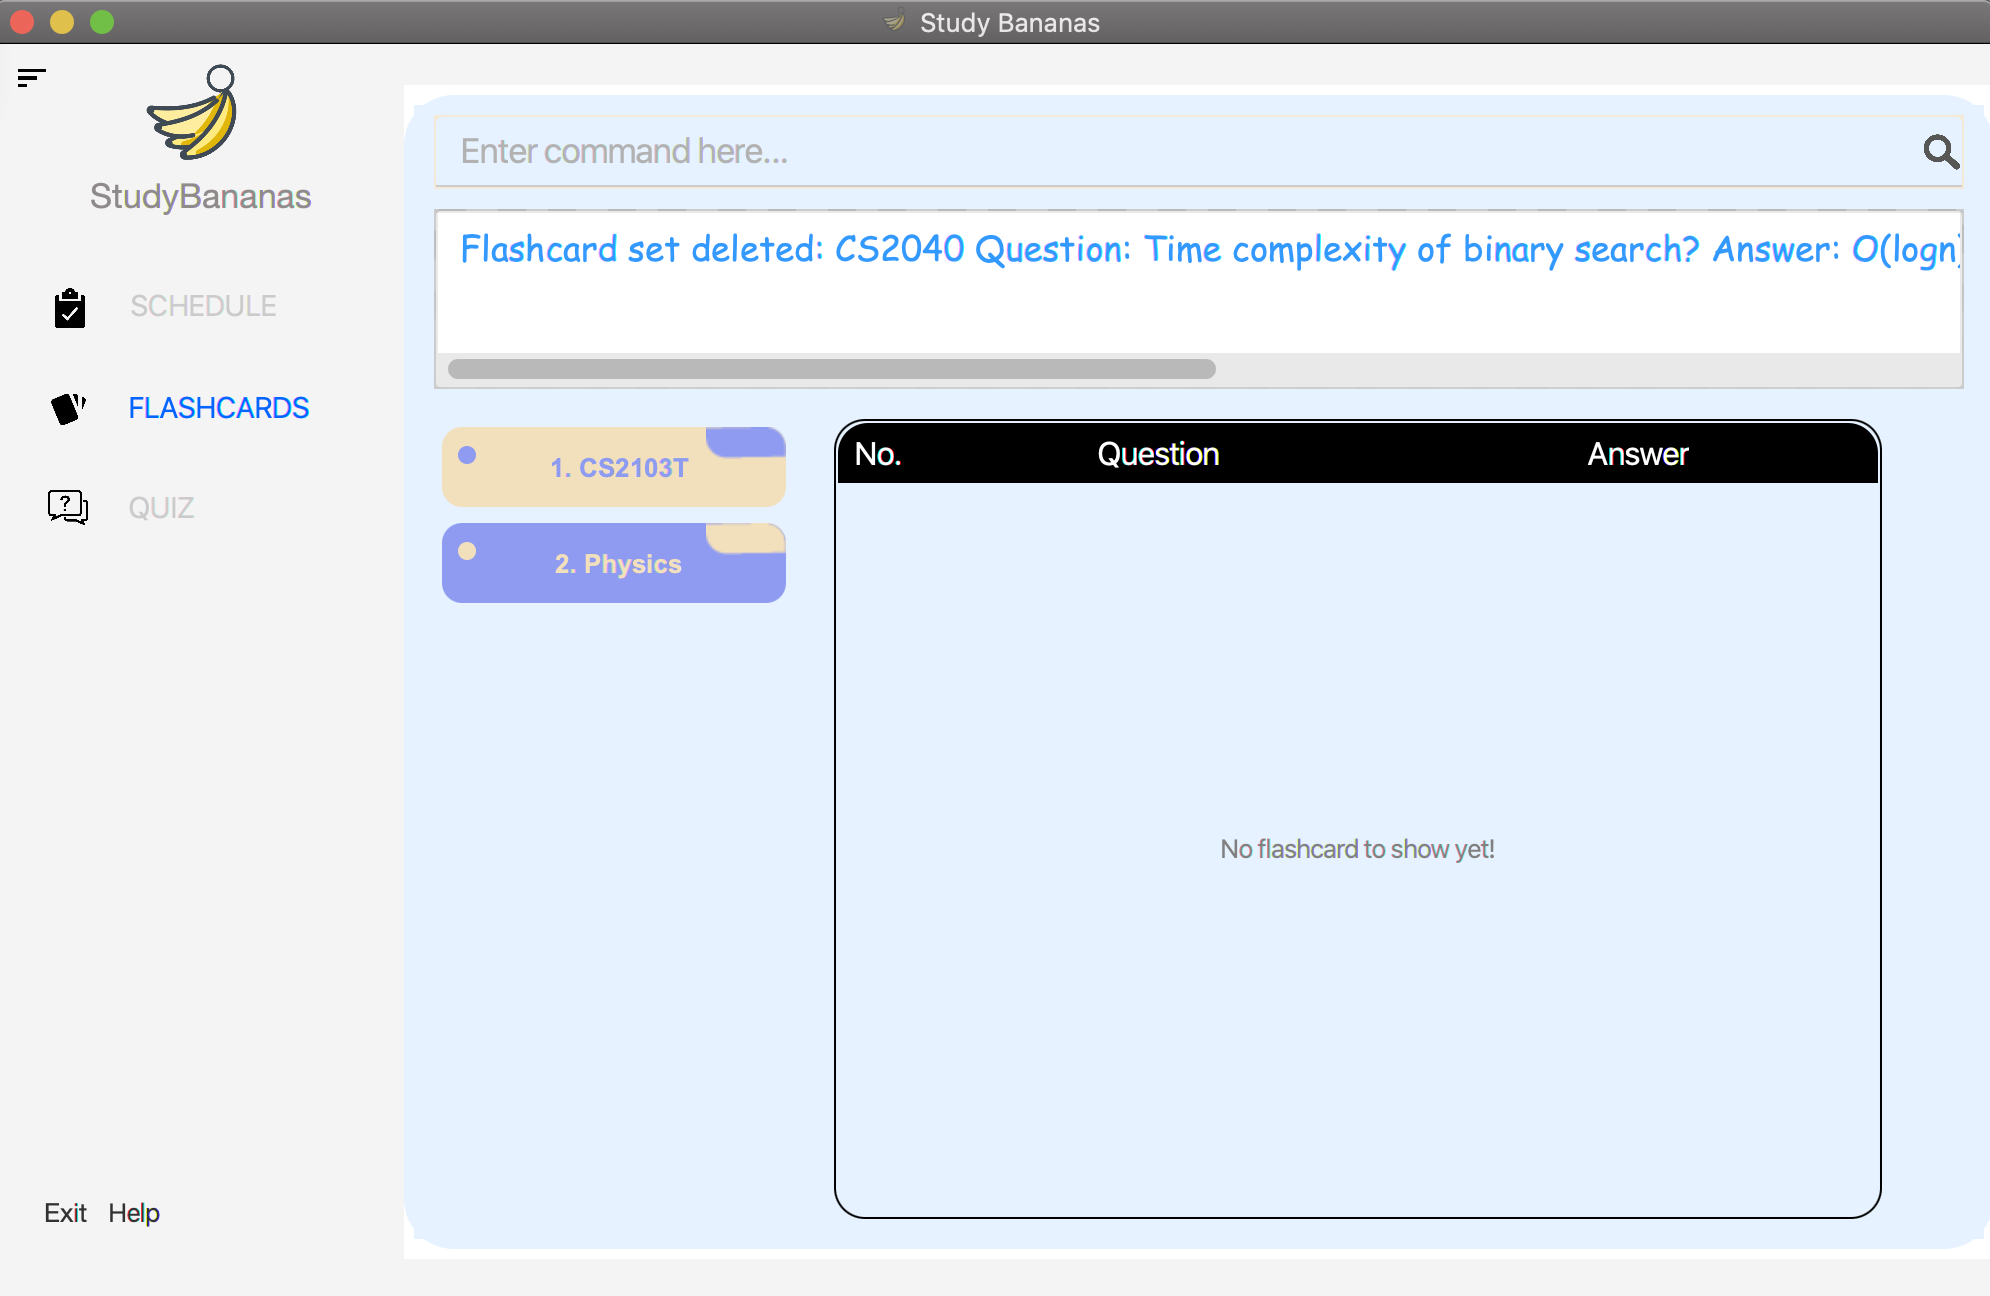 Study Bananas
StudyBananas
SCHEDULE
FLASHCARDS
QUIZ
Exit Help
Enter command here...
Flashcard set deleted: CS2040 Question: Time complexity of binary search? Answer: O(logn)
1. CS2103T
2. Physics
No. Question Answer
No flashcard to show yet!